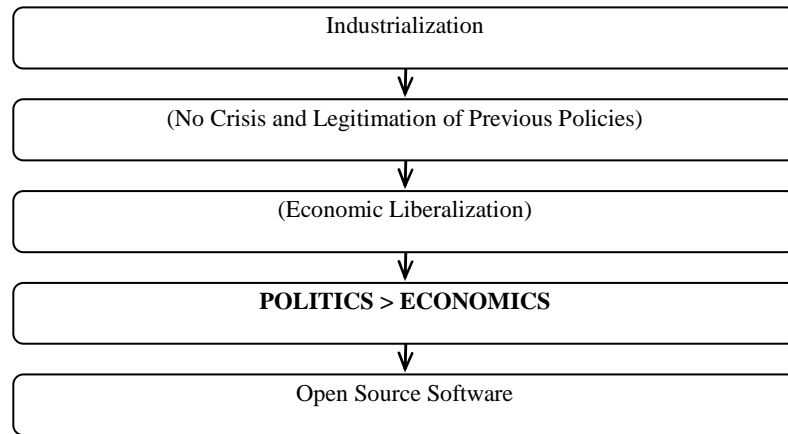 Industrialization
(No Crisis and Legitimation of Previous Policies)
(Economic Liberalization)
POLITICS > ECONOMICS
Open Source Software